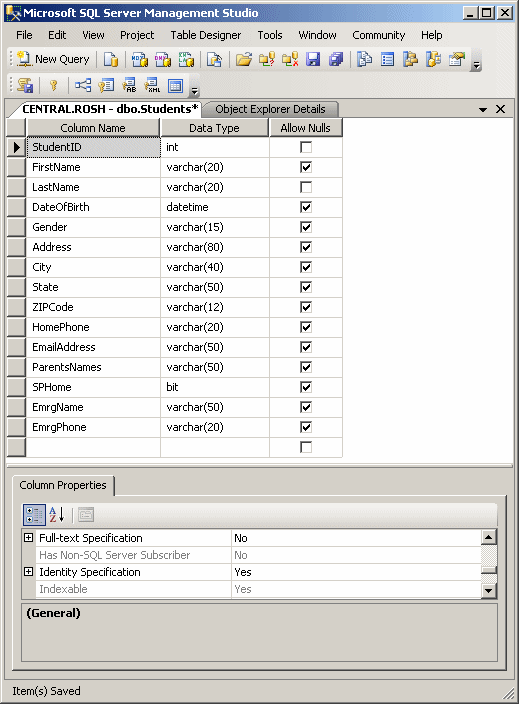 Microsoft SQL Server Management Studio
File Edit View Project Table Designer Tools Window Community Help
New Query
CENTRAL.ROSH - dbo.Students* Object Explorer Details
Column Name Data Type Allow Nulls
StudentID int
FirstName varchar(20)
LastName varchar(20)
DateOfBirth datetime
Gender varchar(15)
Address varchar(80)
City varchar(40)
State varchar(50)
ZIPCode varchar(12)
HomePhone varchar(20)
EmailAddress varchar(50)
ParentsNames varchar(50)
SPHome bit
EmrgName varchar(50)
EmrgPhone varchar(20)
Column Properties
Full-text Specification No
Has Non-SQL Server Subscriber No
Identity Specification Yes
Indexable Yes
(General)
Item(s) Saved